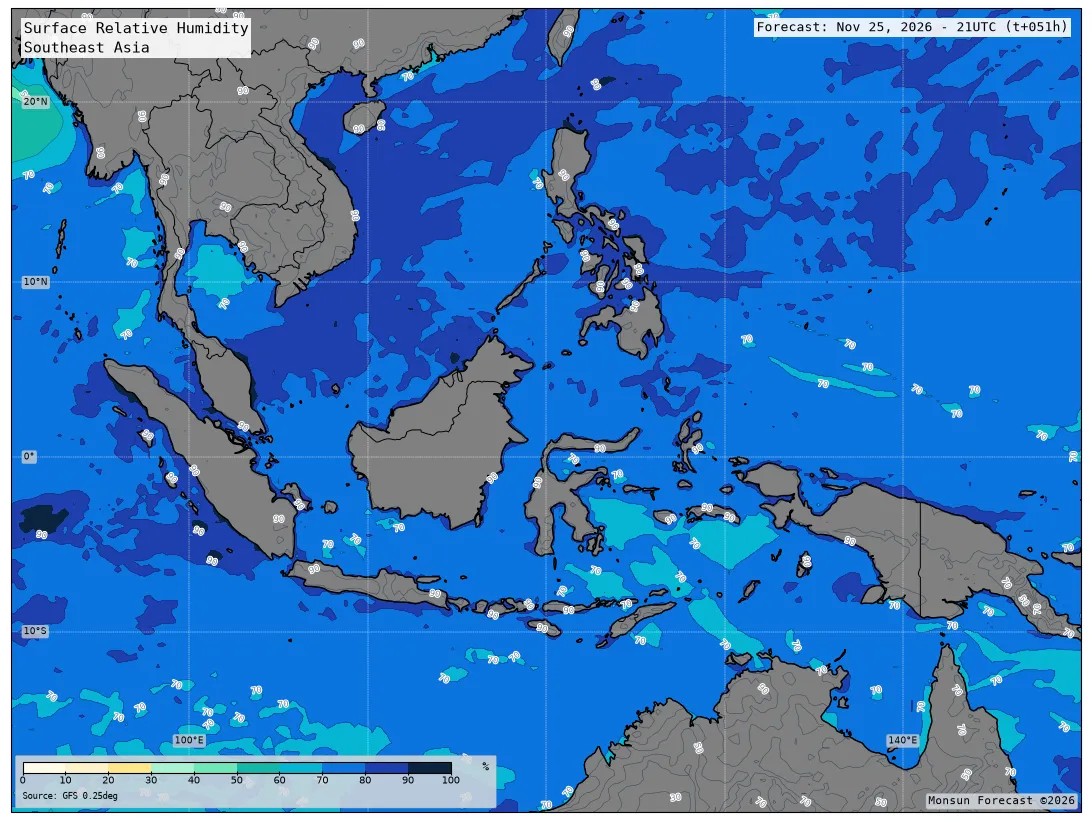 Surface Relative Humidity
Southeast Asia
Forecast: Nov 25, 2026 - 21UTC (t+051h)
20°N
10°N
0°
10°S
100°E
140°E
0 10 20 30 40 50 60 70 80 90 100
%
Source: GFS 0.25deg
Monsun Forecast ©2026